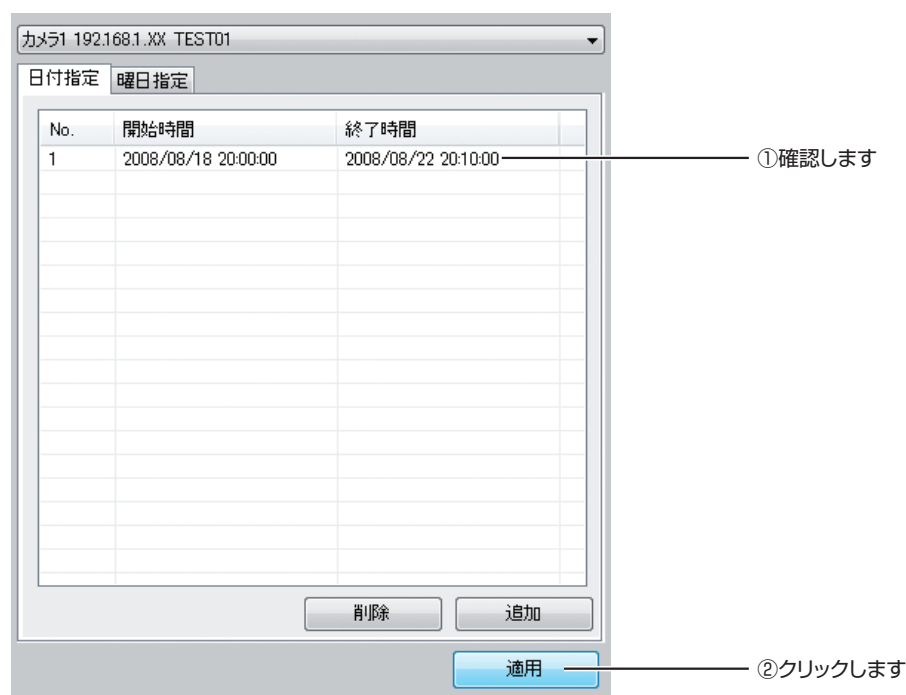 カメラ1 192.168.1.XX TEST01
日付指定 曜日指定
No. 開始時間 終了時間
1 2008/08/18 20:00:00 2008/08/22 20:10:00 ①確認します
削除 追加
適用 ②クリックします